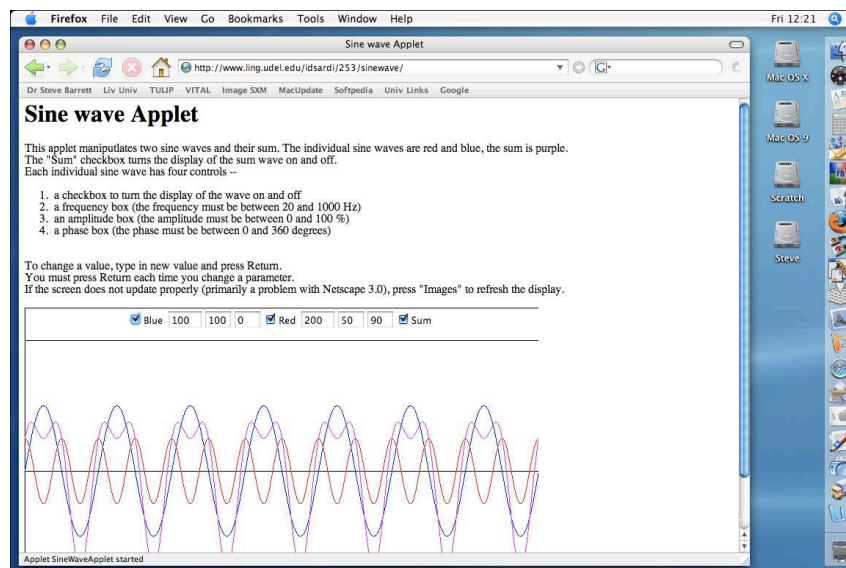 Firefox File Edit View Go Bookmarks Tools Window Help Fri 12:21
Sine wave Applet
http://www.ling.udel.edu/idsardi/253/sinewave/
Dr Steve Barrett Liv Univ TULIP VITAL Image SXM MacUpdate Softpedia Univ Links Google
Mac OS X
Sine wave Applet
Mac OS 9
This applet maniputlates two sine waves and their sum. The individual sine waves are red and blue, the sum is purple.
The "Sum" checkbox turns the display of the sum wave on and off.
Each individual sine wave has four controls --
1. a checkbox to turn the display of the wave on and off
Scratch
2. a frequency box (the frequency must be between 20 and 1000 Hz)
3. an amplitude box (the amplitude must be between 0 and 100 %)
4. a phase box (the phase must be between 0 and 360 degrees)
Steve
To change a value, type in new value and press Return.
You must press Return each time you change a parameter.
If the screen does not update properly (primarily a problem with Netscape 3.0), press "Images" to refresh the display.
Blue 100 100 0 Red 200 50 90 Sum
Applet SineWaveApplet started